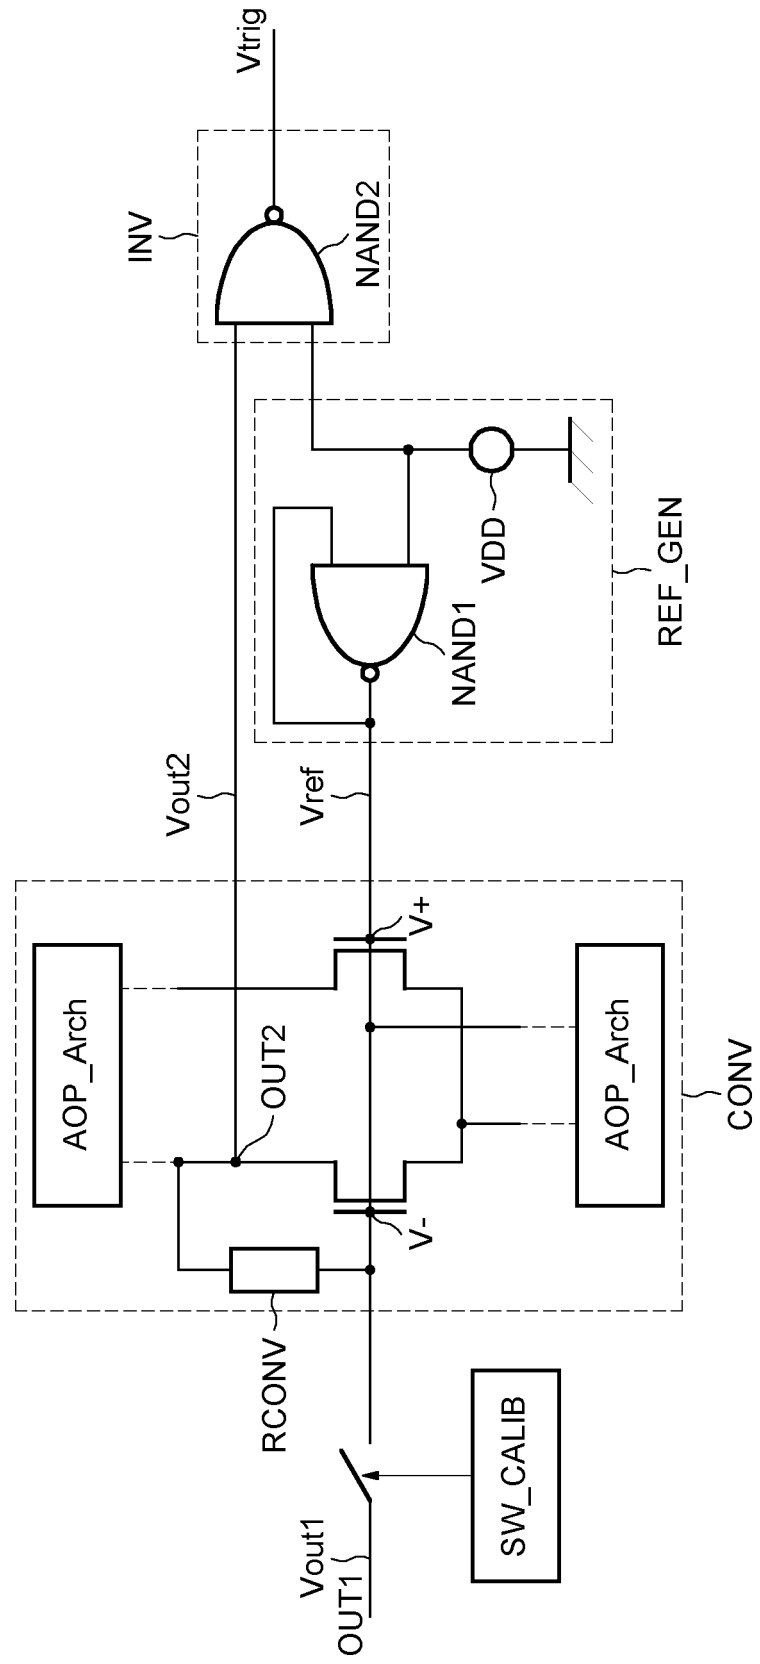 Vtrig
INV
NAND2
VDD
REF_GEN
NAND1
Vout2
Vref
V+
AOP_Arch
OUT2
AOP_Arch
CONV
V-
RCONV
SW_CALIB
Vout1
OUT1